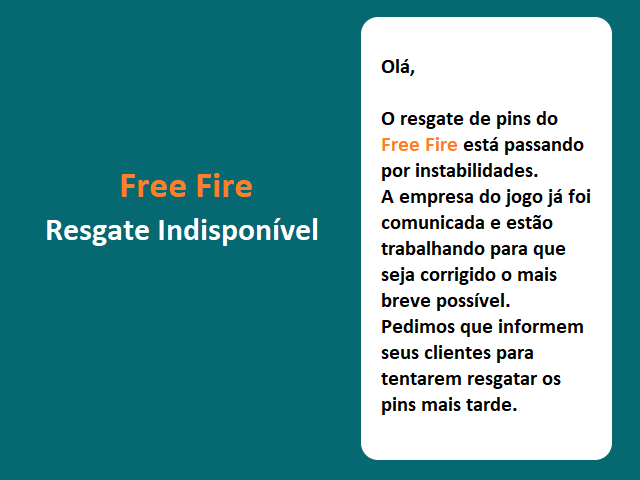 Free Fire
Resgate Indisponível
Olá,
O resgate de pins do
Free Fire está passando
por instabilidades.
A empresa do jogo já foi
comunicada e estão
trabalhando para que
seja corrigido o mais
breve possível.
Pedimos que informem
seus clientes para
tentarem resgatar os
pins mais tarde.